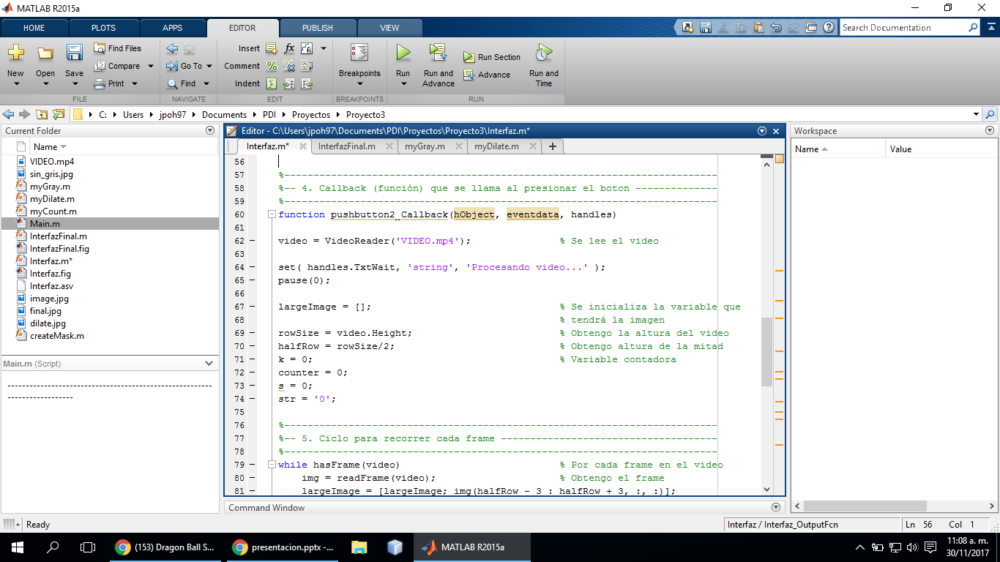 MATLAB R2015a
HOME PLOTS APPS EDITOR PUBLISH VIEW Search Documentation
New Open Save Find Files Compare Print Go To Find Insert fx Comment Indent Breakpoints Run Run and Advance Run Section Advance Run and Time
FILE NAVIGATE EDIT BREAKPOINTS RUN
C: Users jpoh97 Documents PDI Proyectos Proyecto3
Current Folder
Name
VIDEO.mp4
sin_gris.jpg
myGray.m
myDilate.m
myCount.m
Main.m
InterfazFinal.m
InterfazFinal.fig
Interfaz.m*
Interfaz.fig
Interfaz.asv
image.jpg
final.jpg
dilate.jpg
createMask.m
Main.m (Script)
Editor - C:\Users\jpoh97\Documents\PDI\Proyectos\Proyecto3\Interfaz.m*
Interfaz.m* InterfazFinal.m myGray.m myDilate.m
56
57 %--------------------------------------------------------------------------
58 %-- 4. Callback (función) que se llama al presionar el boton --------------
59 %--------------------------------------------------------------------------
60 function pushbutton2_Callback(hObject, eventdata, handles)
61
62 video = VideoReader('VIDEO.mp4'); % Se lee el video
63
64 set( handles.TxtWait, 'string', 'Procesando video...' );
65 pause(0);
66
67 largeImage = []; % Se inicializa la variable que
68 % tendrá la imagen
69 rowSize = video.Height; % Obtengo la altura del video
70 halfRow = rowSize/2; % Obtengo altura de la mitad
71 k = 0; % Variable contadora
72 counter = 0;
73 s = 0;
74 str = '0';
75
76 %--------------------------------------------------------------------------
77 %-- 5. Ciclo para recorrer cada frame -------------------------------------
78 %--------------------------------------------------------------------------
79 while hasFrame(video) % Por cada frame en el video
80 img = readFrame(video); % Obtengo el frame
81 largeImage = [largeImage; img(halfRow - 3 : halfRow + 3, :, :)];
Command Window
Workspace
Name Value
Ready Interfaz / Interfaz_OutputFcn Ln 56 Col 1
(153) Dragon Ball S... presentacion.pptx -... MATLAB R2015a 11:08 a. m.
30/11/2017